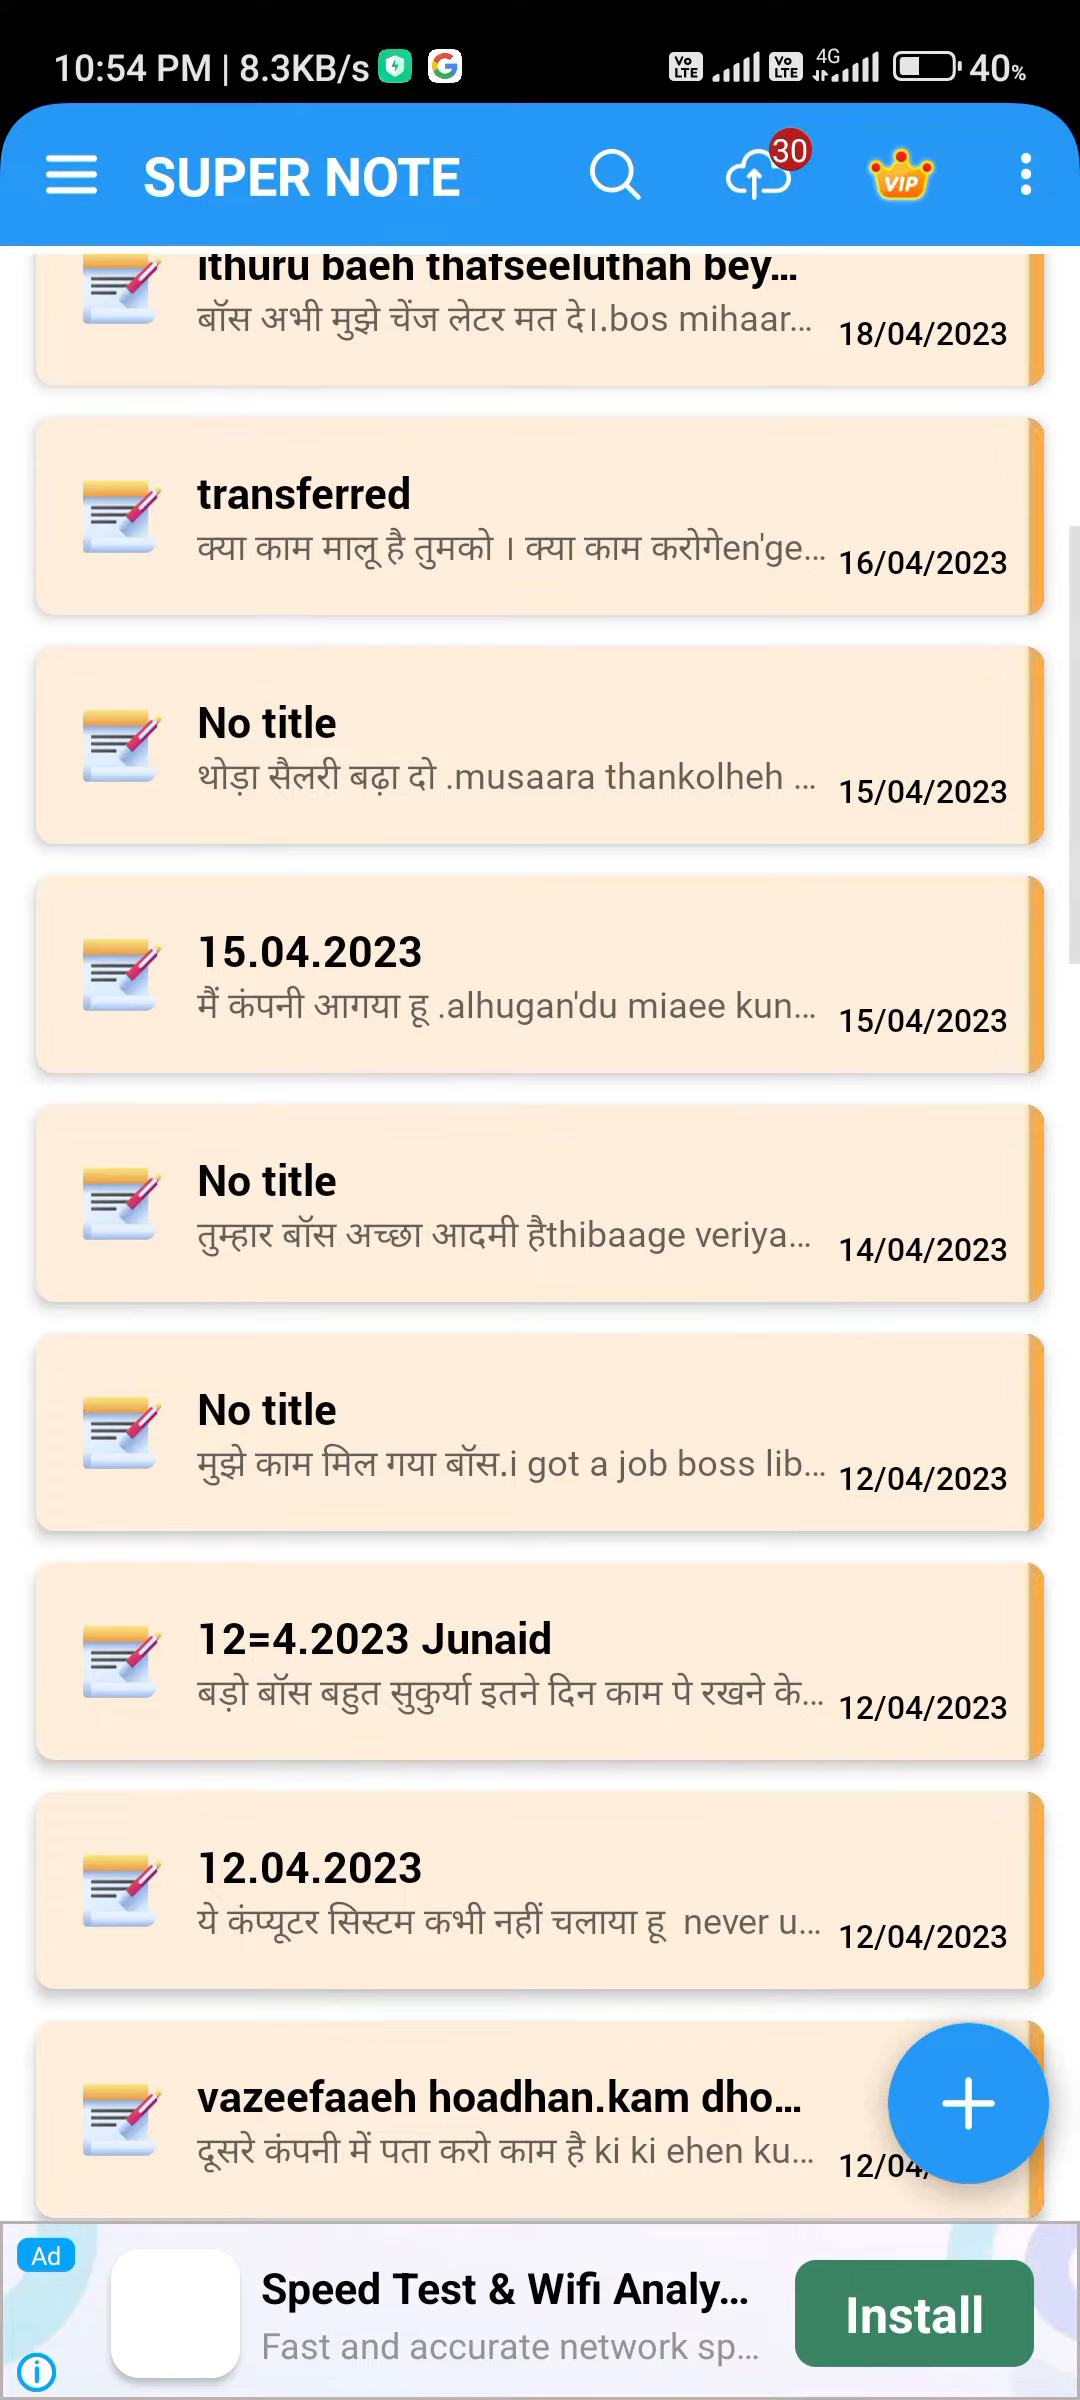 10:54 PM | 8.3KB/s
4G
40%
SUPER NOTE
30
VIP
ithuru baeh thafseeluthah bey...
बॉस अभी मुझे चेंज लेटर मत दे।.bos mihaar...
18/04/2023
transferred
क्या काम मालू है तुमको । क्या काम करोगेen'ge...
16/04/2023
No title
थोड़ा सैलरी बढ़ा दो .musaara thankolheh ...
15/04/2023
15.04.2023
मैं कंपनी आगया हू .alhugan'du miaee kun...
15/04/2023
No title
तुम्हार बॉस अच्छा आदमी हैthibaage veriya...
14/04/2023
No title
मुझे काम मिल गया बॉस.i got a job boss lib...
12/04/2023
12=4.2023 Junaid
बड़ो बॉस बहुत सुकुर्या इतने दिन काम पे रखने के...
12/04/2023
12.04.2023
ये कंप्यूटर सिस्टम कभी नहीं चलाया हू never u...
12/04/2023
vazeefaaeh hoadhan.kam dho...
दूसरे कंपनी में पता करो काम है ki ki ehen ku...
12/04/
Ad
Speed Test & Wifi Analy...
Fast and accurate network sp...
Install